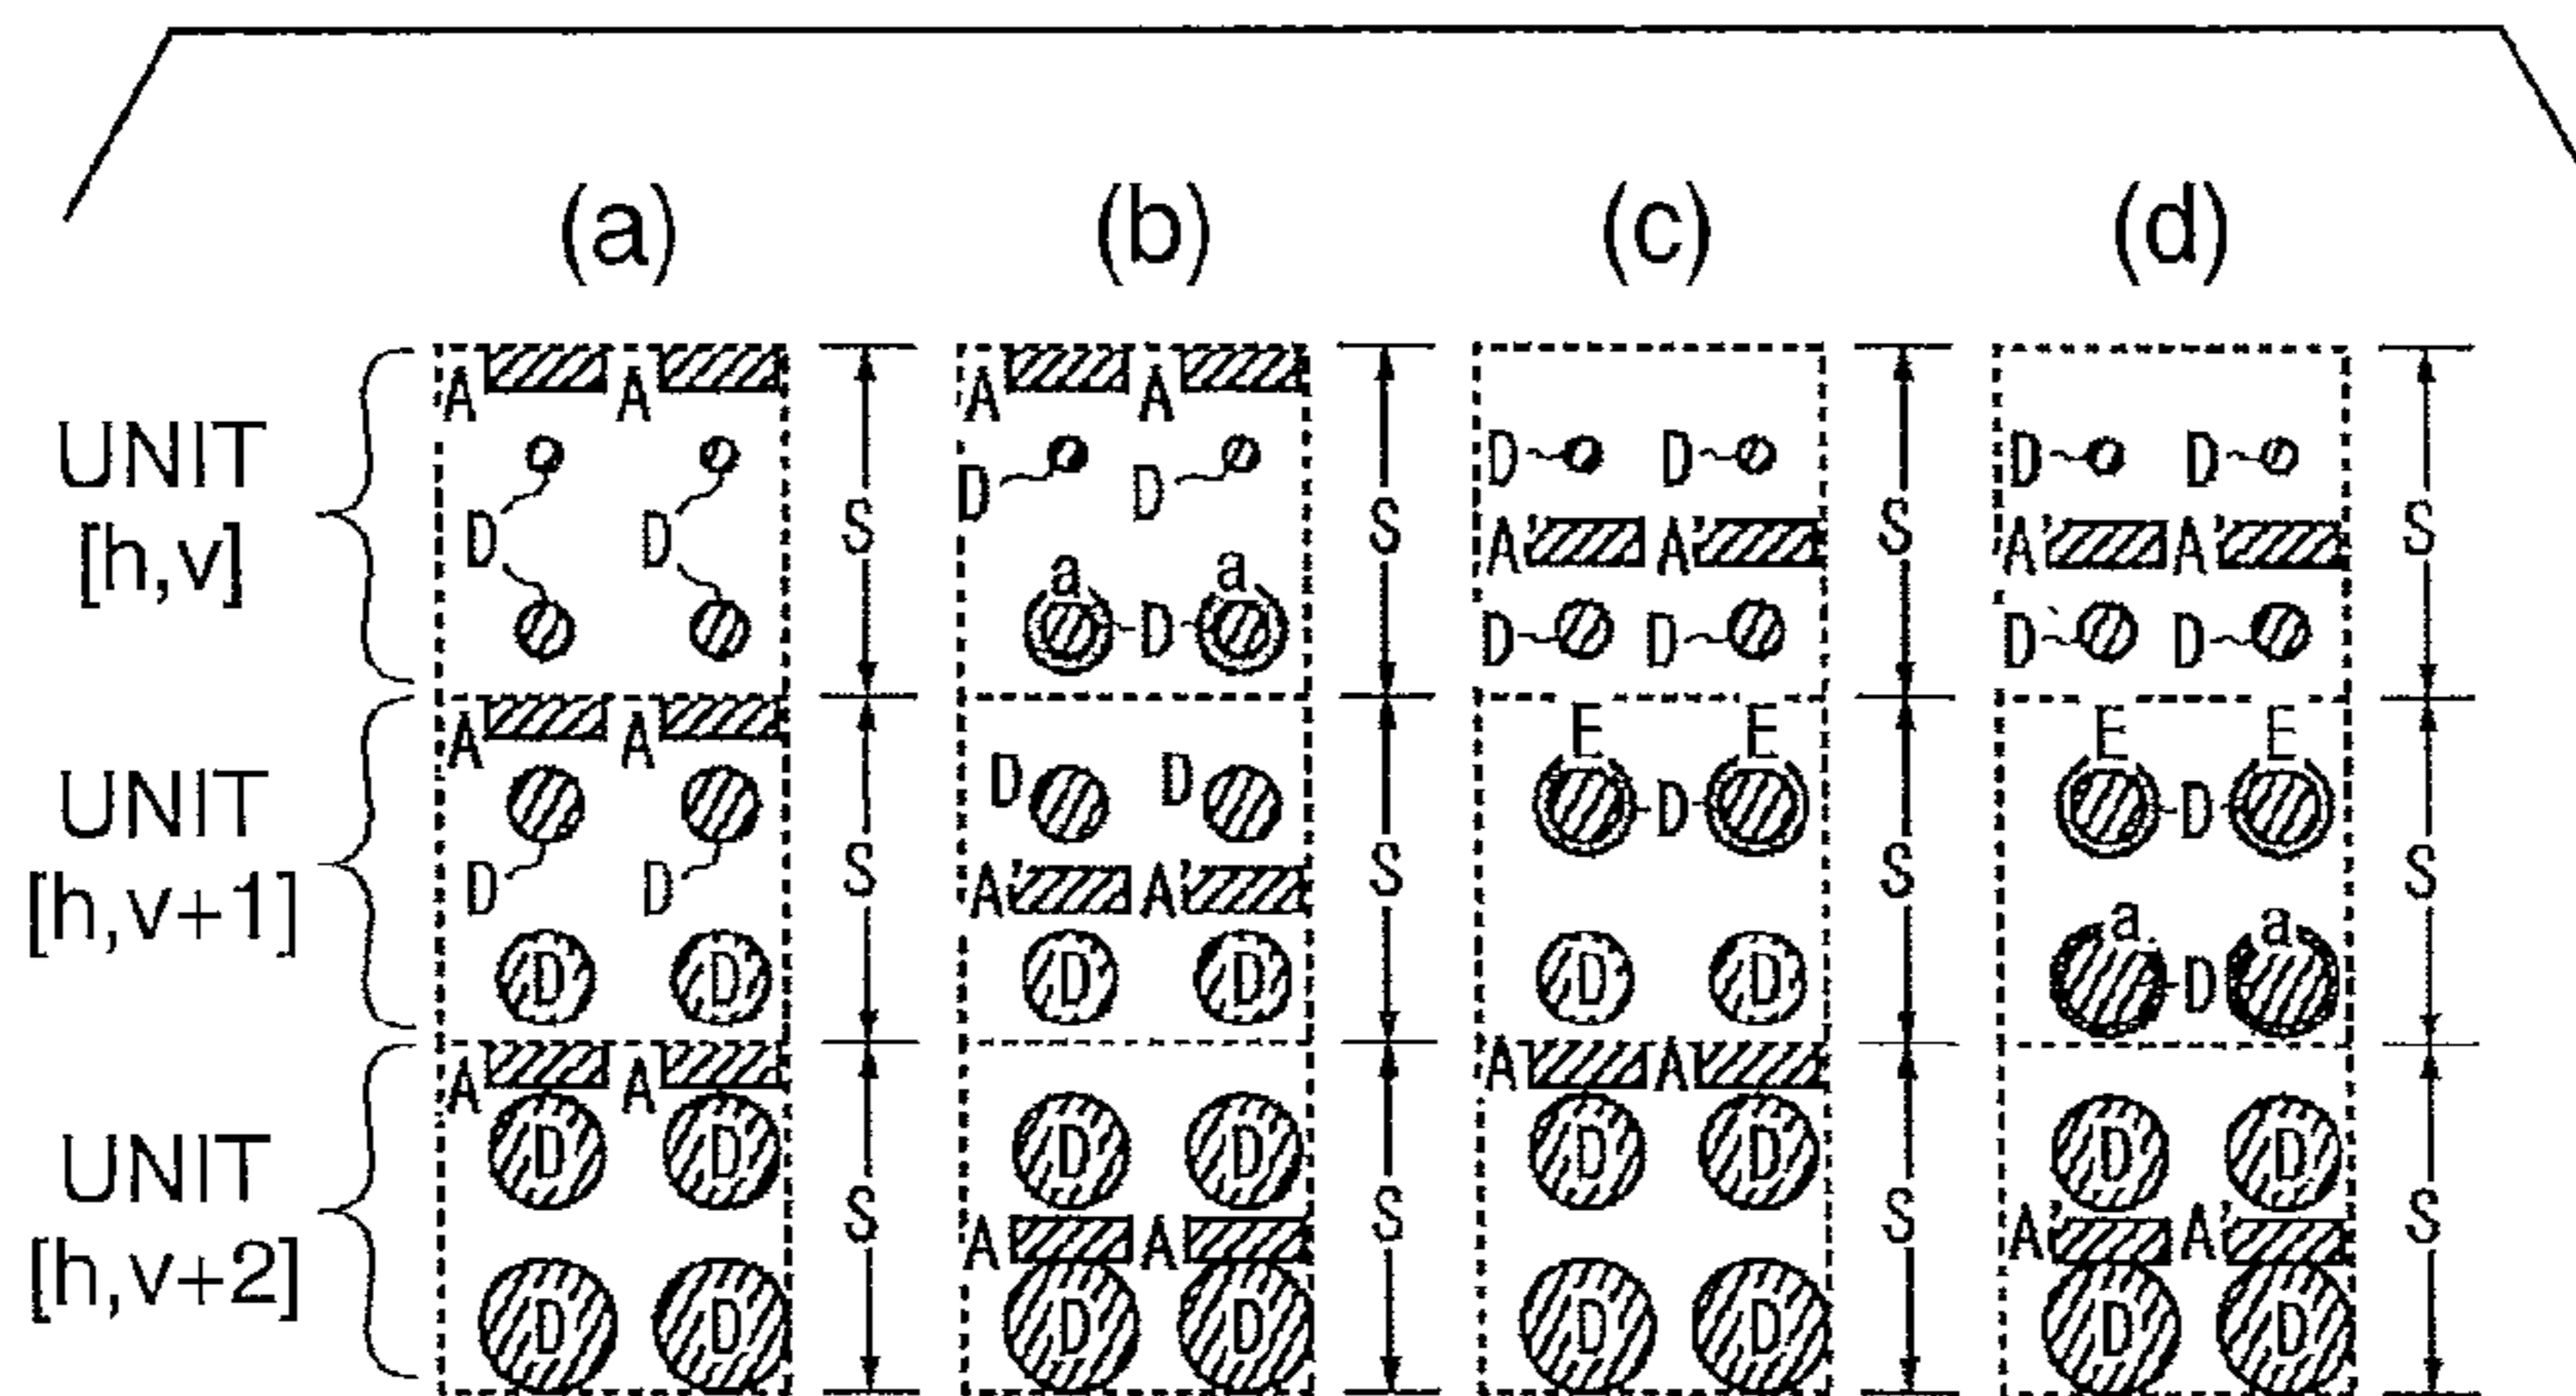 (a) (b) (c) (d)
A A A A
D D D D
UNIT
[h,v]
D D S D D S A' A' S A' A' S
a a
D D D D D
A A E E E E
UNIT
[h,v+1]
D D D D D
D D S A' A' S S S
a a
D D D D D D D
A A A A
UNIT
[h,v+2]
D D D D D D D D
S A A S S A' A' S
D D D D D D D D